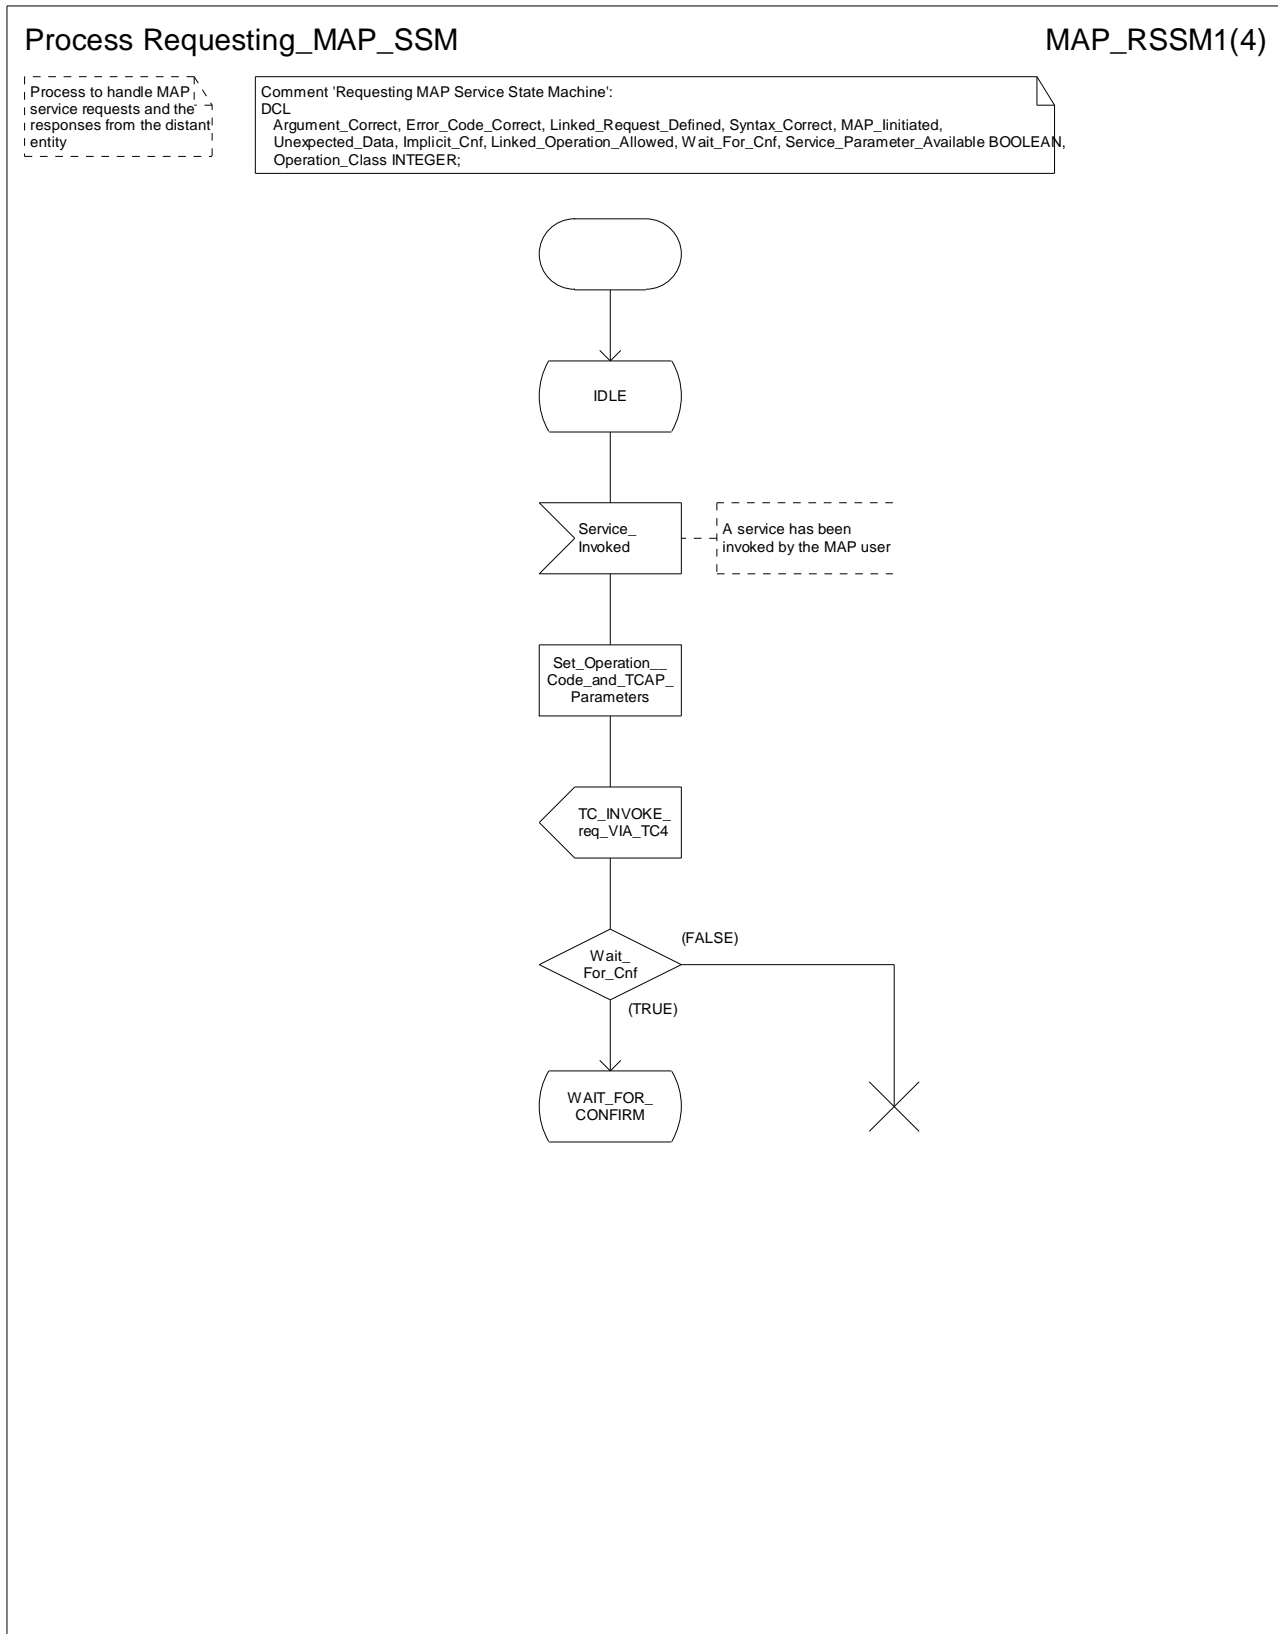 Process Requesting_MAP_SSM
MAP_RSSM1(4)
Process to handle MAP
service requests and the
responses from the distant
entity
Comment 'Requesting MAP Service State Machine':
DCL
Argument_Correct, Error_Code_Correct, Linked_Request_Defined, Syntax_Correct, MAP_Iinitiated,
Unexpected_Data, Implicit_Cnf, Linked_Operation_Allowed, Wait_For_Cnf, Service_Parameter_Available BOOLEAN,
Operation_Class INTEGER;
IDLE
Service_
Invoked
A service has been
invoked by the MAP user
Set_Operation__
Code_and_TCAP_
Parameters
TC_INVOKE_
req_VIA_TC4
(FALSE)
Wait_
For_Cnf
(TRUE)
WAIT_FOR_
CONFIRM